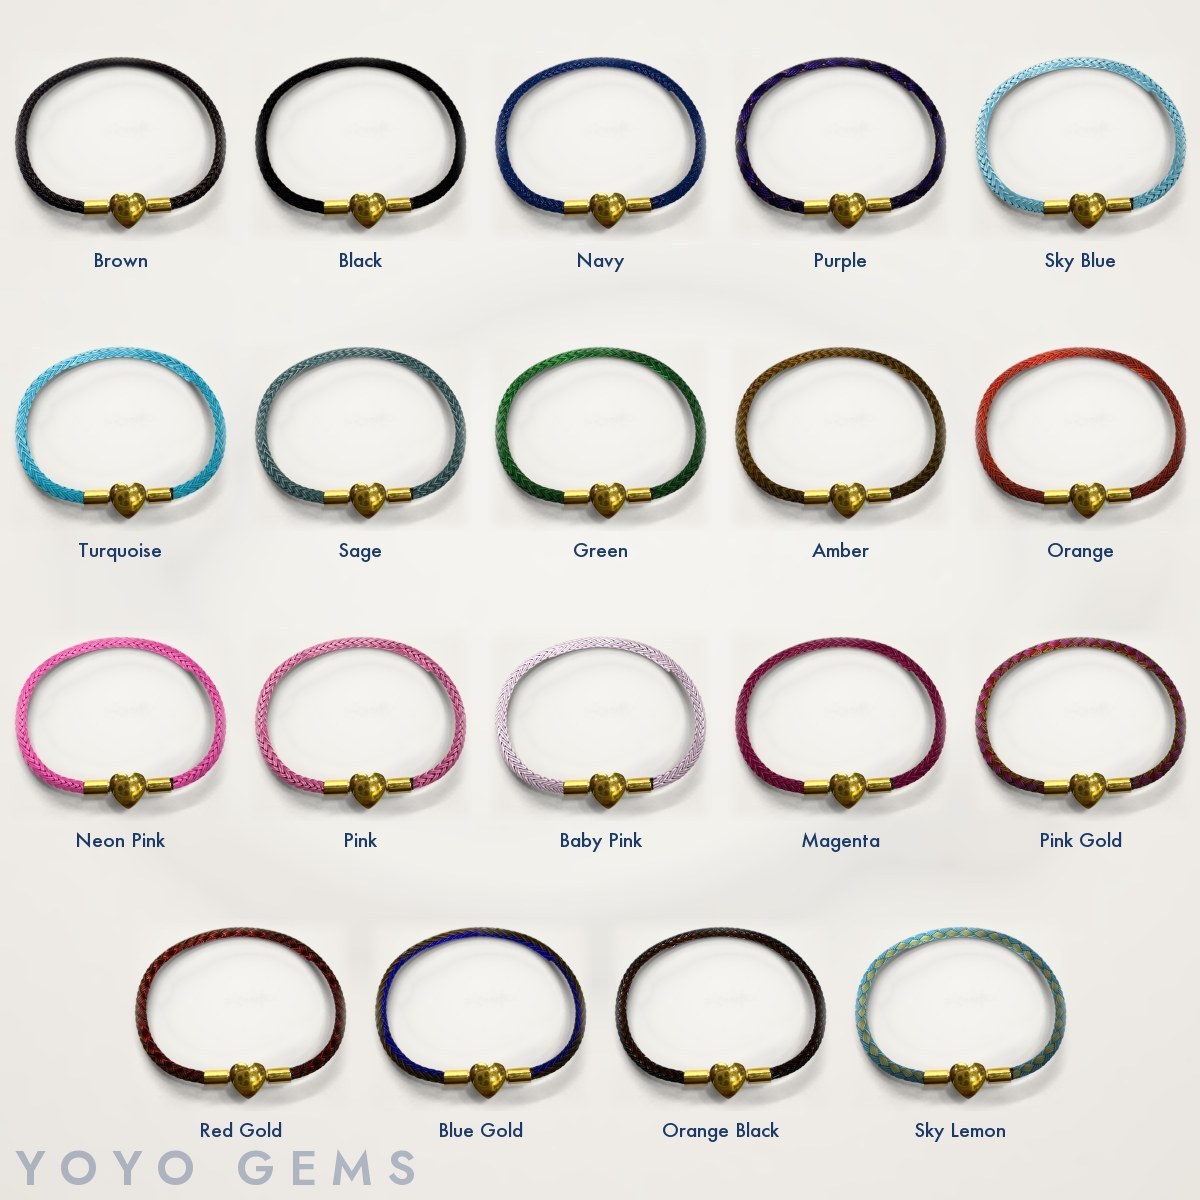 Brown Black Navy Purple Sky Blue
Turquoise Sage Green Amber Orange
Neon Pink Pink Baby Pink Magenta Pink Gold
Red Gold Blue Gold Orange Black Sky Lemon
YOYO GEMS